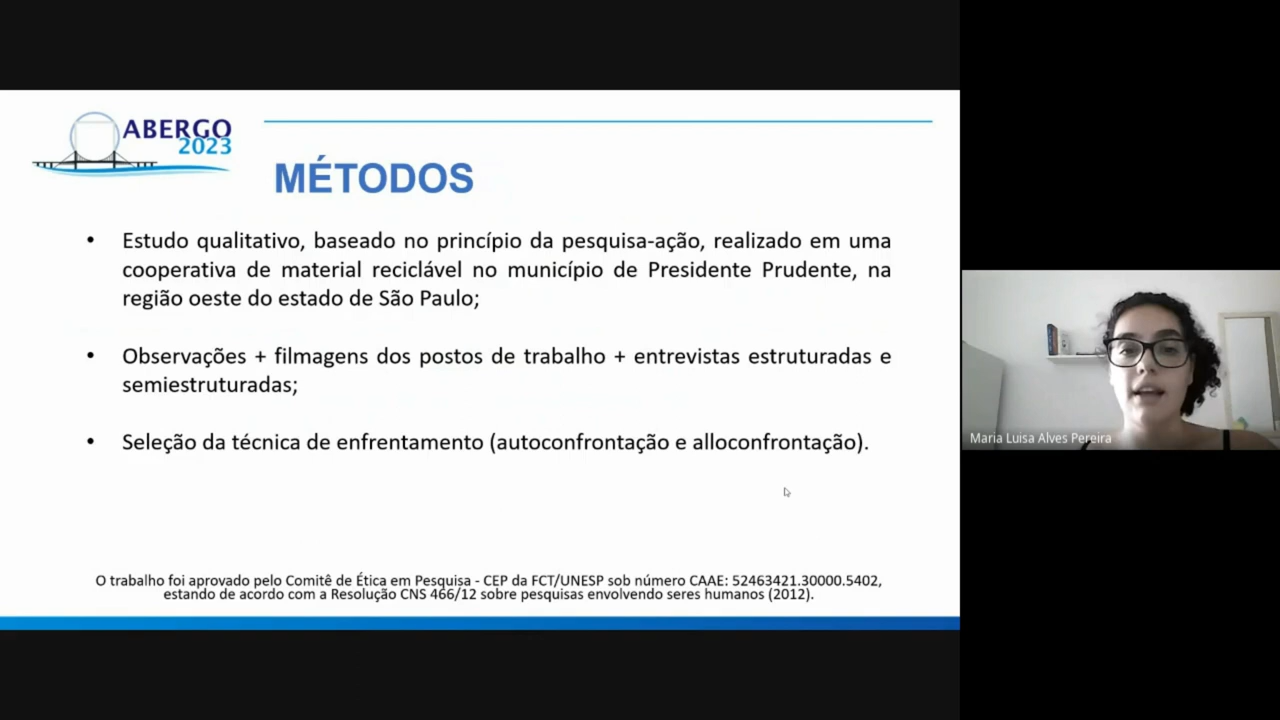 ABERGO
2023
MÉTODOS
• Estudo qualitativo, baseado no princípio da pesquisa-ação, realizado em uma
cooperativa de material reciclável no município de Presidente Prudente, na
região oeste do estado de São Paulo;
• Observações + filmagens dos postos de trabalho + entrevistas estruturadas e
semiestruturadas;
• Seleção da técnica de enfrentamento (autoconfrontação e alloconfrontação).
Maria Luisa Alves Pereira
O trabalho foi aprovado pelo Comitê de Ética em Pesquisa - CEP da FCT/UNESP sob número CAAE: 52463421.30000.5402,
estando de acordo com a Resolução CNS 466/12 sobre pesquisas envolvendo seres humanos (2012).